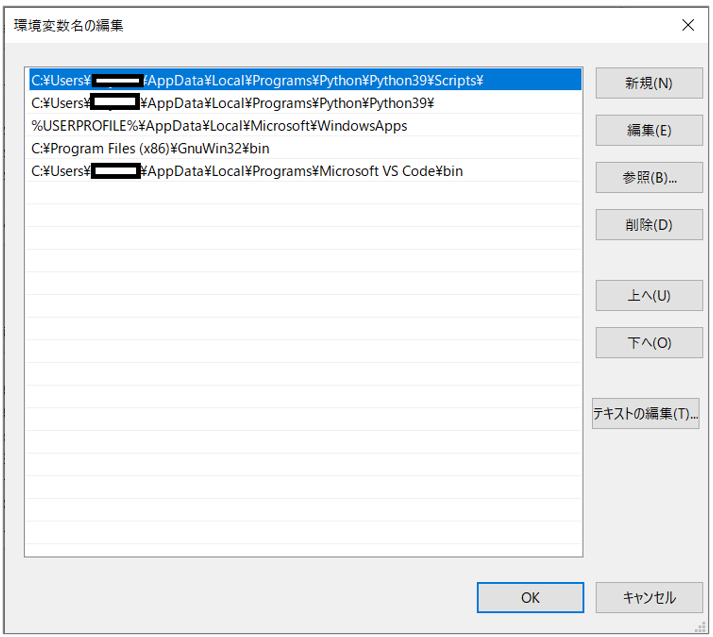 環境変数名の編集
C:¥Users¥ ¥AppData¥Local¥Programs¥Python¥Python39¥Scripts¥
C:¥Users¥ ¥AppData¥Local¥Programs¥Python¥Python39¥
%USERPROFILE%¥AppData¥Local¥Microsoft¥WindowsApps
C:¥Program Files (x86)¥GnuWin32¥bin
C:¥Users¥ ¥AppData¥Local¥Programs¥Microsoft VS Code¥bin
新規(N)
編集(E)
参照(B)...
削除(D)
上へ(U)
下へ(O)
テキストの編集(T)...
OK
キャンセル